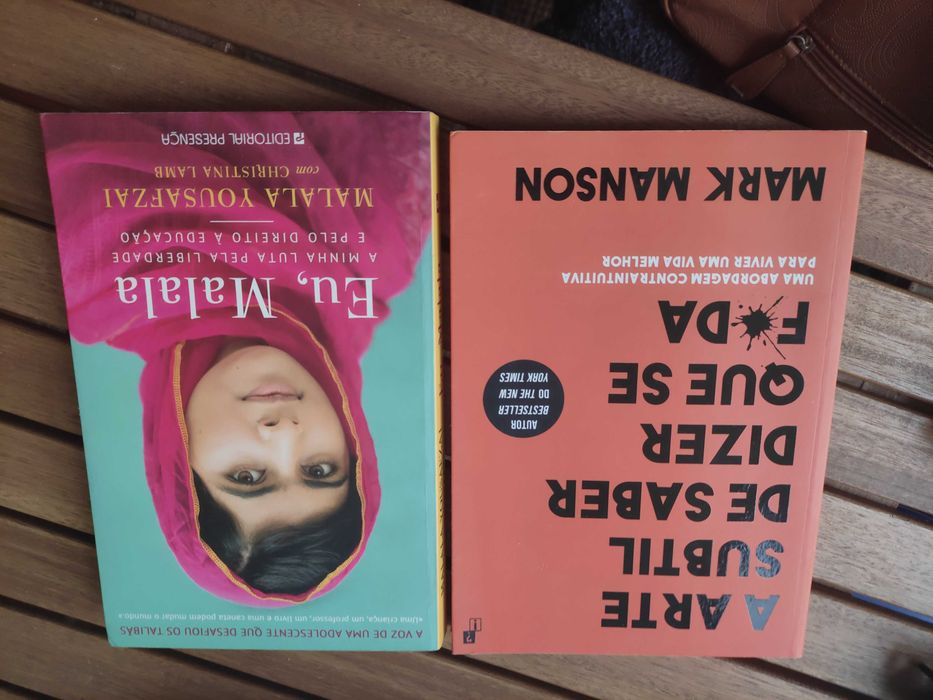 A VOZ DE UMA ADOLESCENTE QUE DESAFIOU OS TALIBÃS
«Uma criança, um professor, um livro e uma caneta podem mudar o mundo.»
Eu, Malala
A MINHA LUTA PELA LIBERDADE
E PELO DIREITO À EDUCAÇÃO
MALALA YOUSAFZAI
com CHRISTINA LAMB
EDITORIAL PRESENÇA
A ARTE
SUBTIL
DE SABER
DIZER
QUE SE
F*DA
AUTOR
BESTSELLER
DO THE NEW
YORK TIMES
UMA ABORDAGEM CONTRAINTUITIVA
PARA VIVER UMA VIDA MELHOR
MARK MANSON